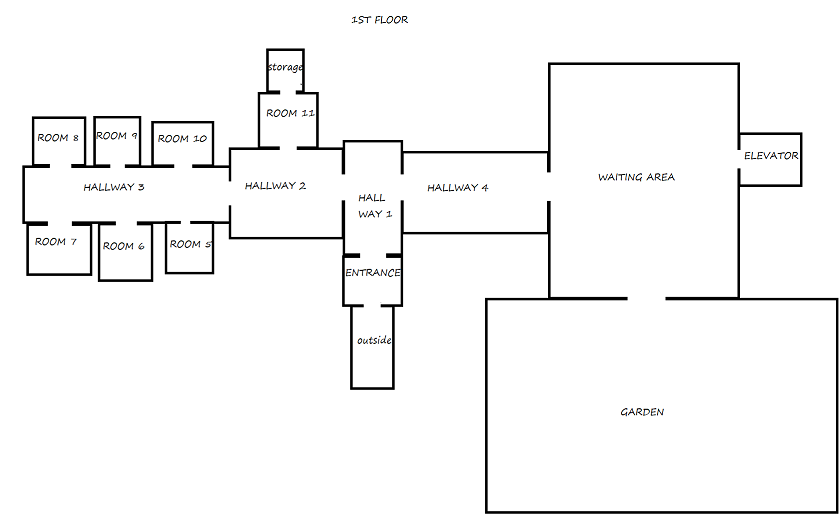 1ST FLOOR
storage
ROOM 11
ROOM 8
ROOM 9
ROOM 10
HALLWAY 3
HALLWAY 2
HALL
WAY 1
HALLWAY 4
WAITING AREA
ELEVATOR
ROOM 7
ROOM 6
ROOM 5
ENTRANCE
outside
GARDEN